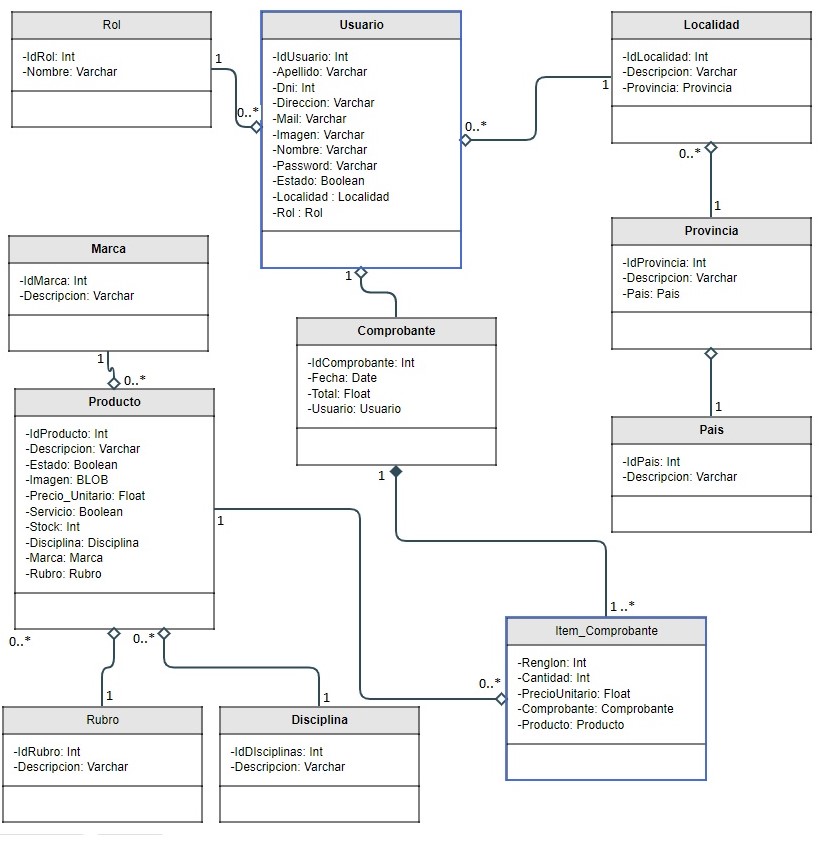 Rol
-IdRol: Int
-Nombre: Varchar
1
0..*
Usuario
-IdUsuario: Int
-Apellido: Varchar
-Dni: Int
-Direccion: Varchar
-Mail: Varchar
-Imagen: Varchar
-Nombre: Varchar
-Password: Varchar
-Estado: Boolean
-Localidad : Localidad
-Rol : Rol
0..*
1
Localidad
-IdLocalidad: Int
-Descripcion: Varchar
-Provincia: Provincia
0..*
1
Provincia
-IdProvincia: Int
-Descripcion: Varchar
-Pais: Pais
1
Pais
-IdPais: Int
-Descripcion: Varchar
Marca
-IdMarca: Int
-Descripcion: Varchar
1
0..*
1
Comprobante
-IdComprobante: Int
-Fecha: Date
-Total: Float
-Usuario: Usuario
1
1..*
Producto
-IdProducto: Int
-Descripcion: Varchar
-Estado: Boolean
-Imagen: BLOB
-Precio_Unitario: Float
-Servicio: Boolean
-Stock: Int
-Disciplina: Disciplina
-Marca: Marca
-Rubro: Rubro
1
0..*
0..*
0..*
1
1
Item_Comprobante
-Renglon: Int
-Cantidad: Int
-PrecioUnitario: Float
-Comprobante: Comprobante
-Producto: Producto
Rubro
-IdRubro: Int
-Descripcion: Varchar
Disciplina
-IdDIsciplinas: Int
-Descripcion: Varchar